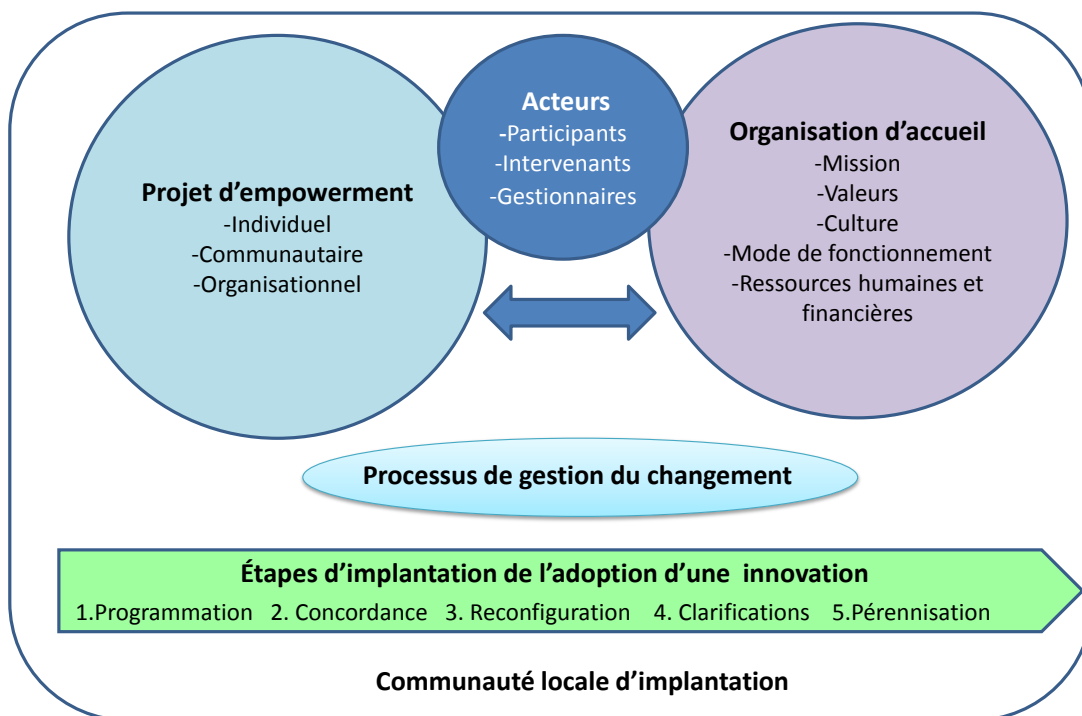 Acteurs
-Participants
-Intervenants
-Gestionnaires
Projet d'empowerment
-Individuel
-Communautaire
-Organisationnel
Organisation d'accueil
-Mission
-Valeurs
-Culture
-Mode de fonctionnement
-Ressources humaines et
financières
Processus de gestion du changement
Étapes d'implantation de l'adoption d'une innovation
1.Programmation 2. Concordance 3. Reconfiguration 4. Clarifications 5.Pérennisation
Communauté locale d'implantation